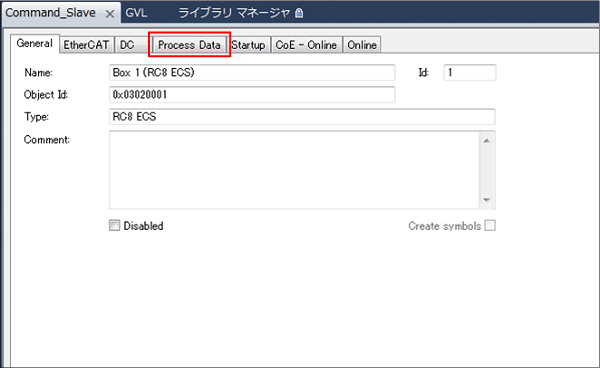 Command_Slave × GVL ライブラリ マネージャ
General EtherCAT DC Process Data Startup CoE - Online Online
Name: Box 1 (RC8 ECS) Id: 1
Object Id: 0x03020001
Type: RC8 ECS
Comment:
Disabled Create symbols